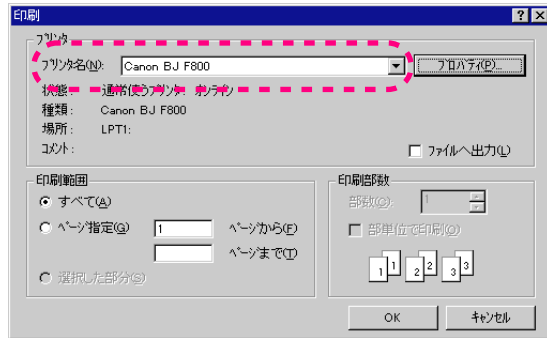 印刷
プリンタ
プリンタ名(N): Canon BJ F800 プロパティ(P)...
状態: 通常使うプリンタ: オンライン
種類: Canon BJ F800
場所: LPT1:
コメント: ファイルへ出力(L)
印刷範囲
すべて(A)
ページ指定(G) 1 ページから(F)
ページまで(T)
選択した部分(S)
印刷部数
部数(C): 1
部単位で印刷(O)
1 1 2 2 3 3
OK キャンセル